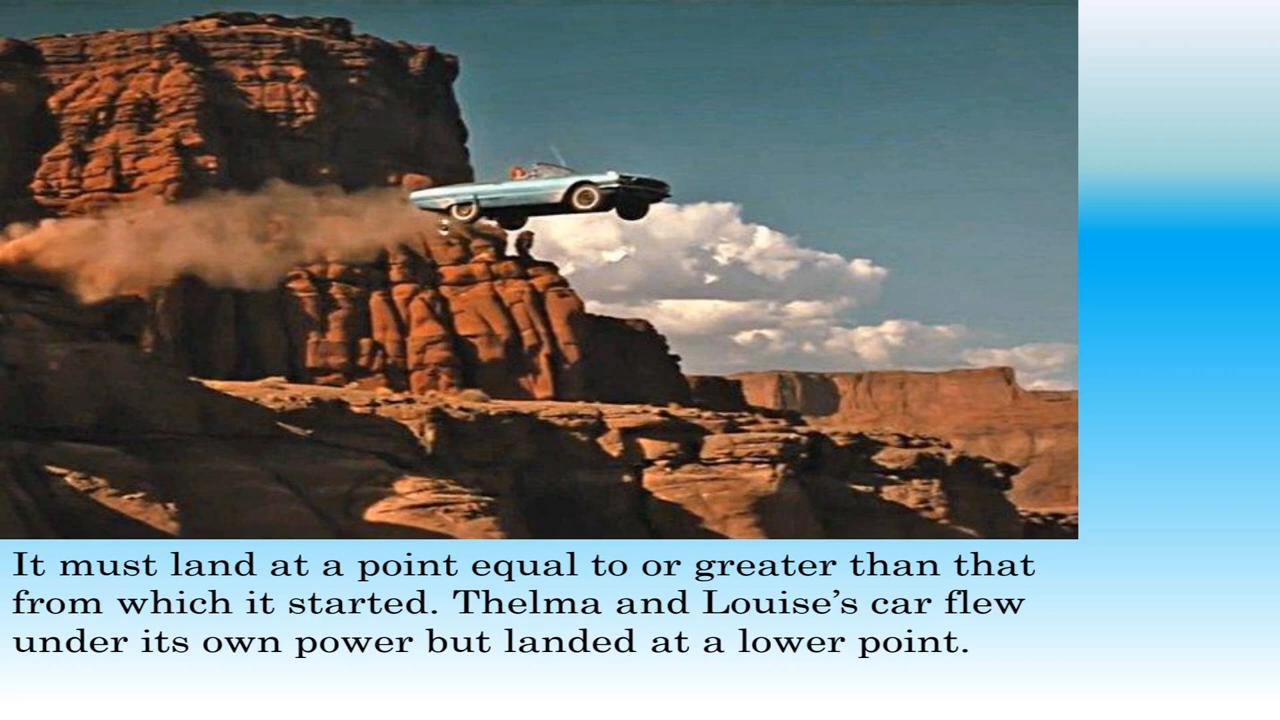 It must land at a point equal to or greater than that
from which it started. Thelma and Louise’s car flew
under its own power but landed at a lower point.